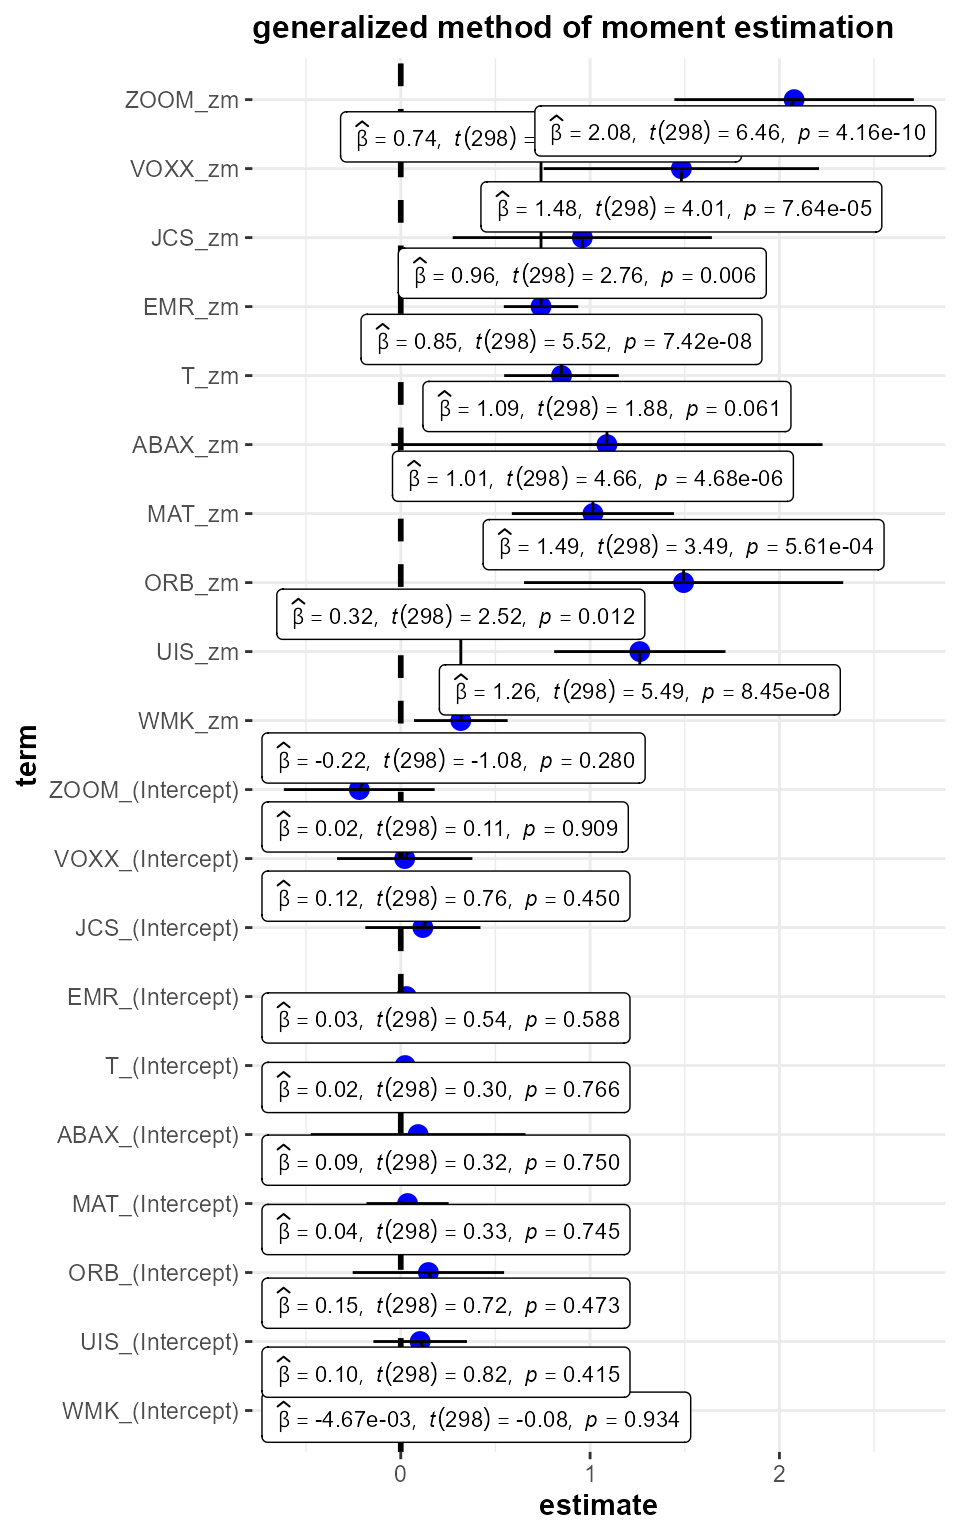 generalized method of moment estimation
ZOOM_zm
β̂ = 0.74, t(298) =
β̂ = 2.08, t(298) = 6.46, p = 4.16e-10
VOXX_zm
β̂ = 1.48, t(298) = 4.01, p = 7.64e-05
JCS_zm
β̂ = 0.96, t(298) = 2.76, p = 0.006
EMR_zm
β̂ = 0.85, t(298) = 5.52, p = 7.42e-08
T_zm
β̂ = 1.09, t(298) = 1.88, p = 0.061
ABAX_zm
β̂ = 1.01, t(298) = 4.66, p = 4.68e-06
MAT_zm
β̂ = 1.49, t(298) = 3.49, p = 5.61e-04
ORB_zm
β̂ = 0.32, t(298) = 2.52, p = 0.012
UIS_zm
β̂ = 1.26, t(298) = 5.49, p = 8.45e-08
WMK_zm
β̂ = -0.22, t(298) = -1.08, p = 0.280
ZOOM_(Intercept)
β̂ = 0.02, t(298) = 0.11, p = 0.909
VOXX_(Intercept)
β̂ = 0.12, t(298) = 0.76, p = 0.450
JCS_(Intercept)
EMR_(Intercept)
β̂ = 0.03, t(298) = 0.54, p = 0.588
T_(Intercept)
β̂ = 0.02, t(298) = 0.30, p = 0.766
ABAX_(Intercept)
β̂ = 0.09, t(298) = 0.32, p = 0.750
MAT_(Intercept)
β̂ = 0.04, t(298) = 0.33, p = 0.745
ORB_(Intercept)
β̂ = 0.15, t(298) = 0.72, p = 0.473
UIS_(Intercept)
β̂ = 0.10, t(298) = 0.82, p = 0.415
WMK_(Intercept)
β̂ = -4.67e-03, t(298) = -0.08, p = 0.934
term
0 1 2
estimate